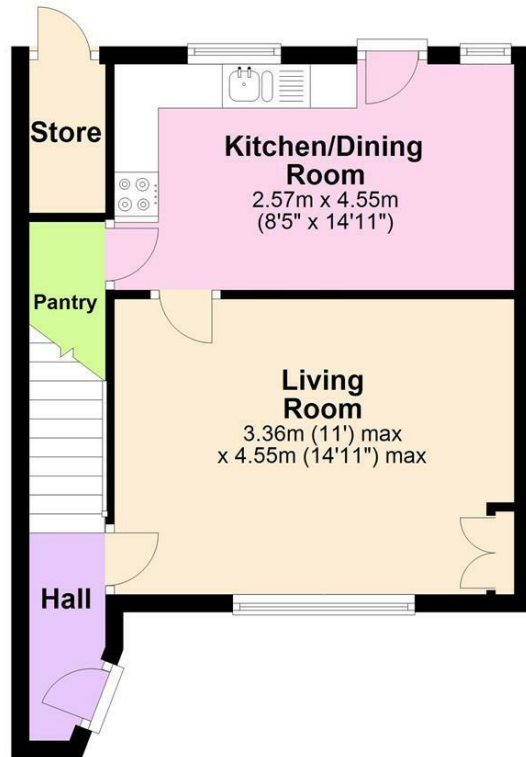 Store
Kitchen/Dining
Room
2.57m x 4.55m
(8'5" x 14'11")
Pantry
Living
Room
3.36m (11') max
x 4.55m (14'11") max
Hall